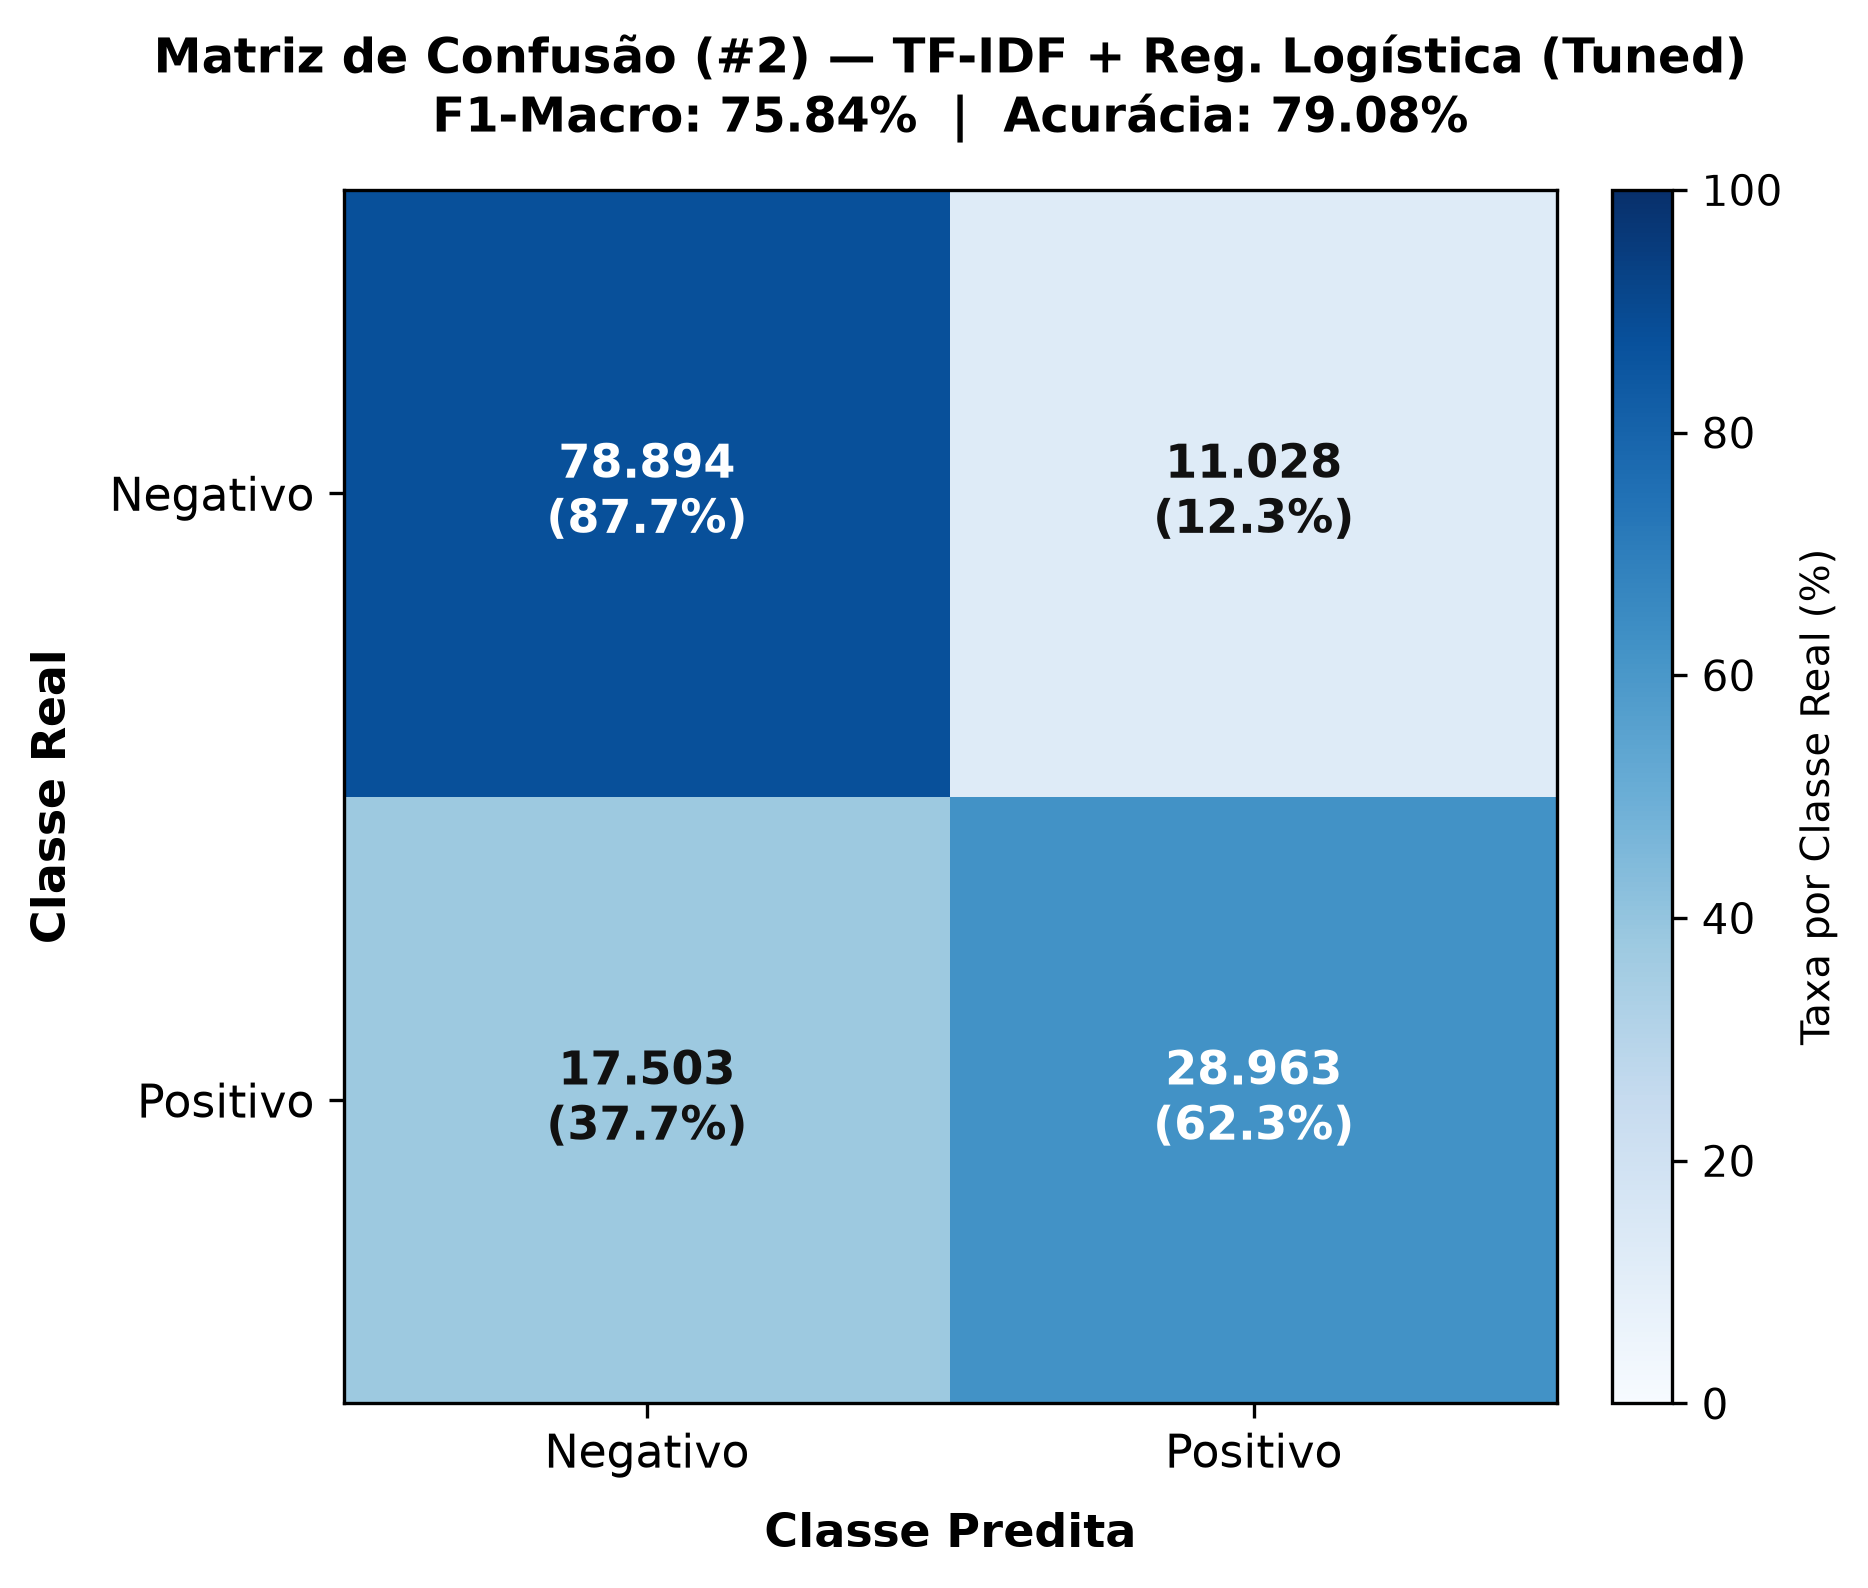 Matriz de Confusão (#2) — TF-IDF + Reg. Logística (Tuned)
F1-Macro: 75.84% | Acurácia: 79.08%
Classe Real
Negativo
78.894
(87.7%)
11.028
(12.3%)
Positivo
17.503
(37.7%)
28.963
(62.3%)
Negativo
Positivo
Classe Predita
100
80
60
40
20
0
Taxa por Classe Real (%)